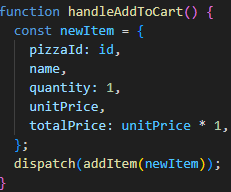 function handleAddToCart() {
  const newItem = {
    pizzaId: id,
    name,
    quantity: 1,
    unitPrice,
    totalPrice: unitPrice * 1,
  };
  dispatch(addItem(newItem));
}